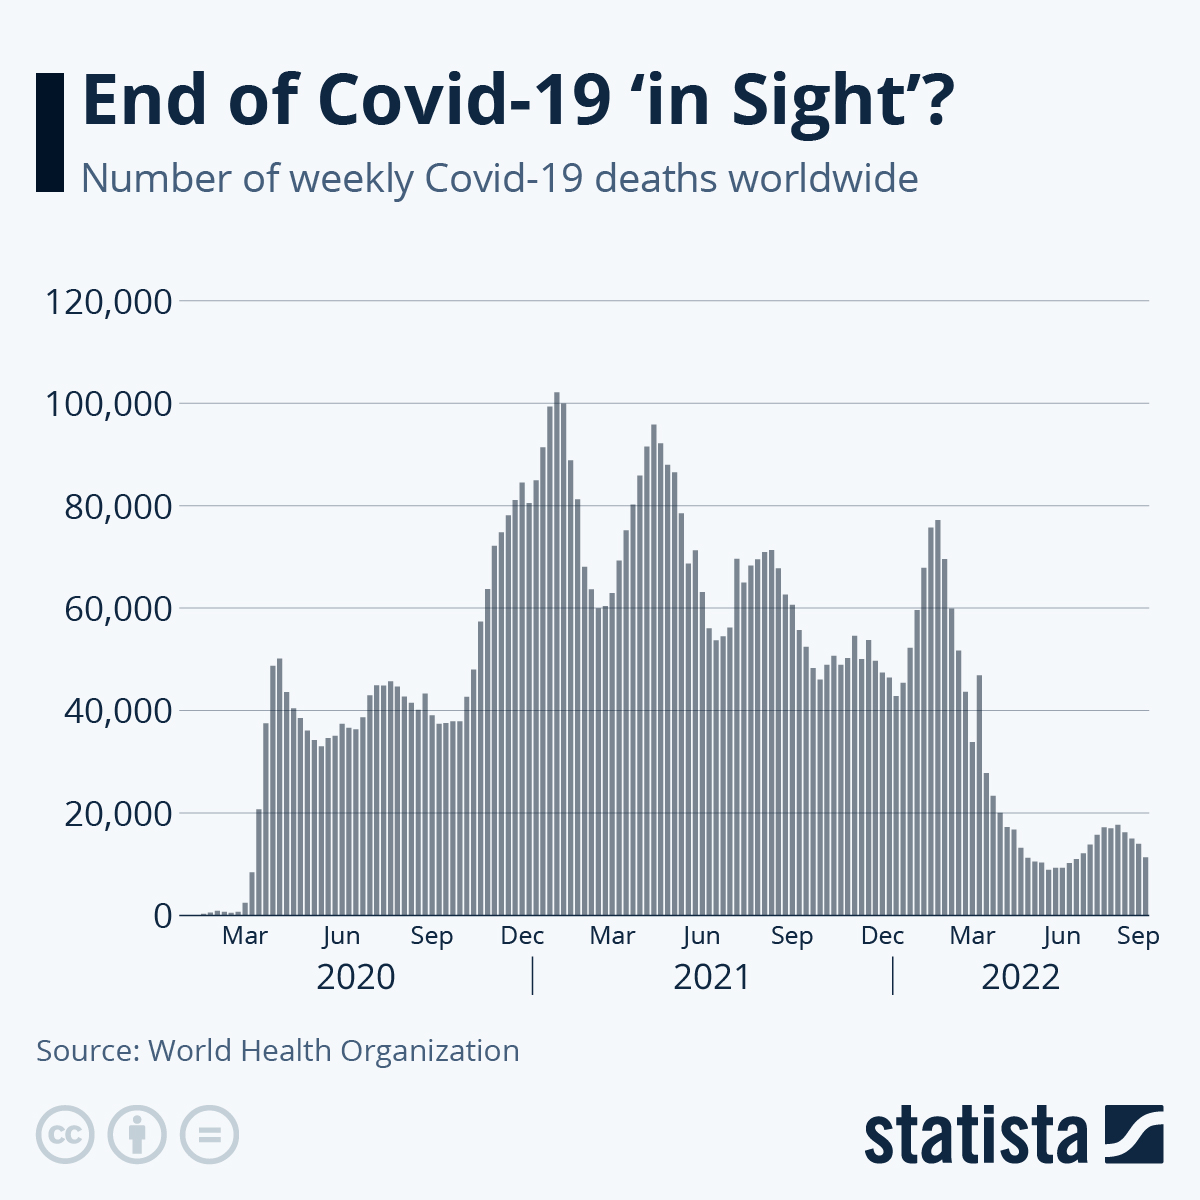 End of Covid-19 ‘in Sight’?
Number of weekly Covid-19 deaths worldwide
120,000
100,000
80,000
60,000
40,000
20,000
0
Mar Jun Sep Dec Mar Jun Sep Dec Mar Jun Sep
2020 2021 2022
Source: World Health Organization
cc
statista